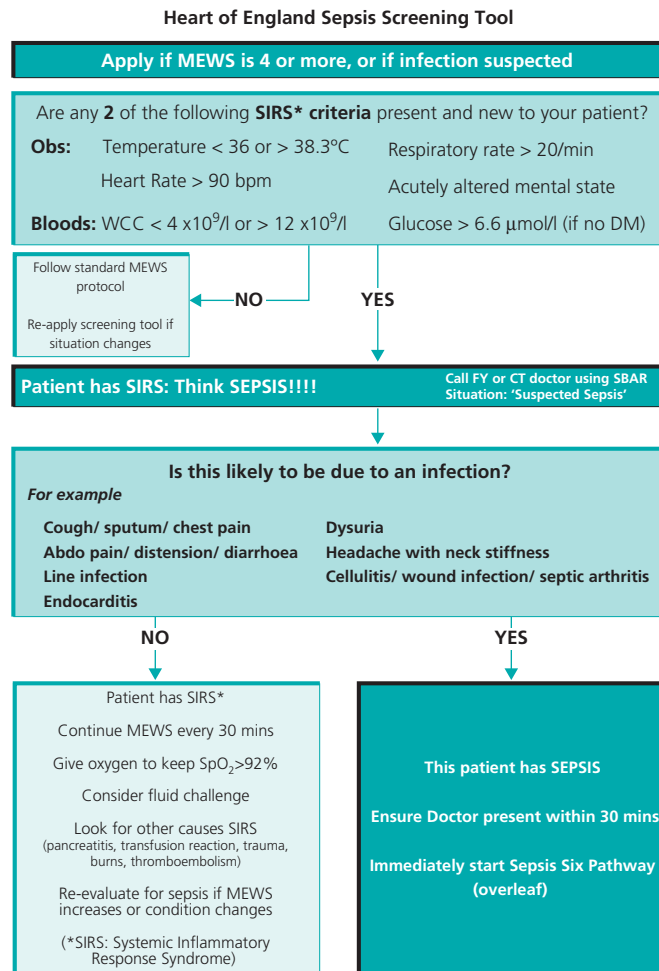 Heart of England Sepsis Screening Tool
Apply if MEWS is 4 or more, or if infection suspected
Are any 2 of the following SIRS* criteria present and new to your patient?
Obs: Temperature < 36 or > 38.3ºC
Respiratory rate > 20/min
Heart Rate > 90 bpm
Acutely altered mental state
Bloods: WCC < 4 x10⁹/l or > 12 x10⁹/l
Glucose > 6.6 μmol/l (if no DM)
Follow standard MEWS
protocol
Re-apply screening tool if
situation changes
NO
YES
Patient has SIRS: Think SEPSIS!!!!
Call FY or CT doctor using SBAR
Situation: ‘Suspected Sepsis’
Is this likely to be due to an infection?
For example
Cough/ sputum/ chest pain
Abdo pain/ distension/ diarrhoea
Line infection
Endocarditis
Dysuria
Headache with neck stiffness
Cellulitis/ wound infection/ septic arthritis
NO
YES
Patient has SIRS*
Continue MEWS every 30 mins
Give oxygen to keep SpO₂>92%
Consider fluid challenge
Look for other causes SIRS
(pancreatitis, transfusion reaction, trauma,
burns, thromboembolism)
Re-evaluate for sepsis if MEWS
increases or condition changes
(*SIRS: Systemic Inflammatory
Response Syndrome)
This patient has SEPSIS
Ensure Doctor present within 30 mins
Immediately start Sepsis Six Pathway
(overleaf)